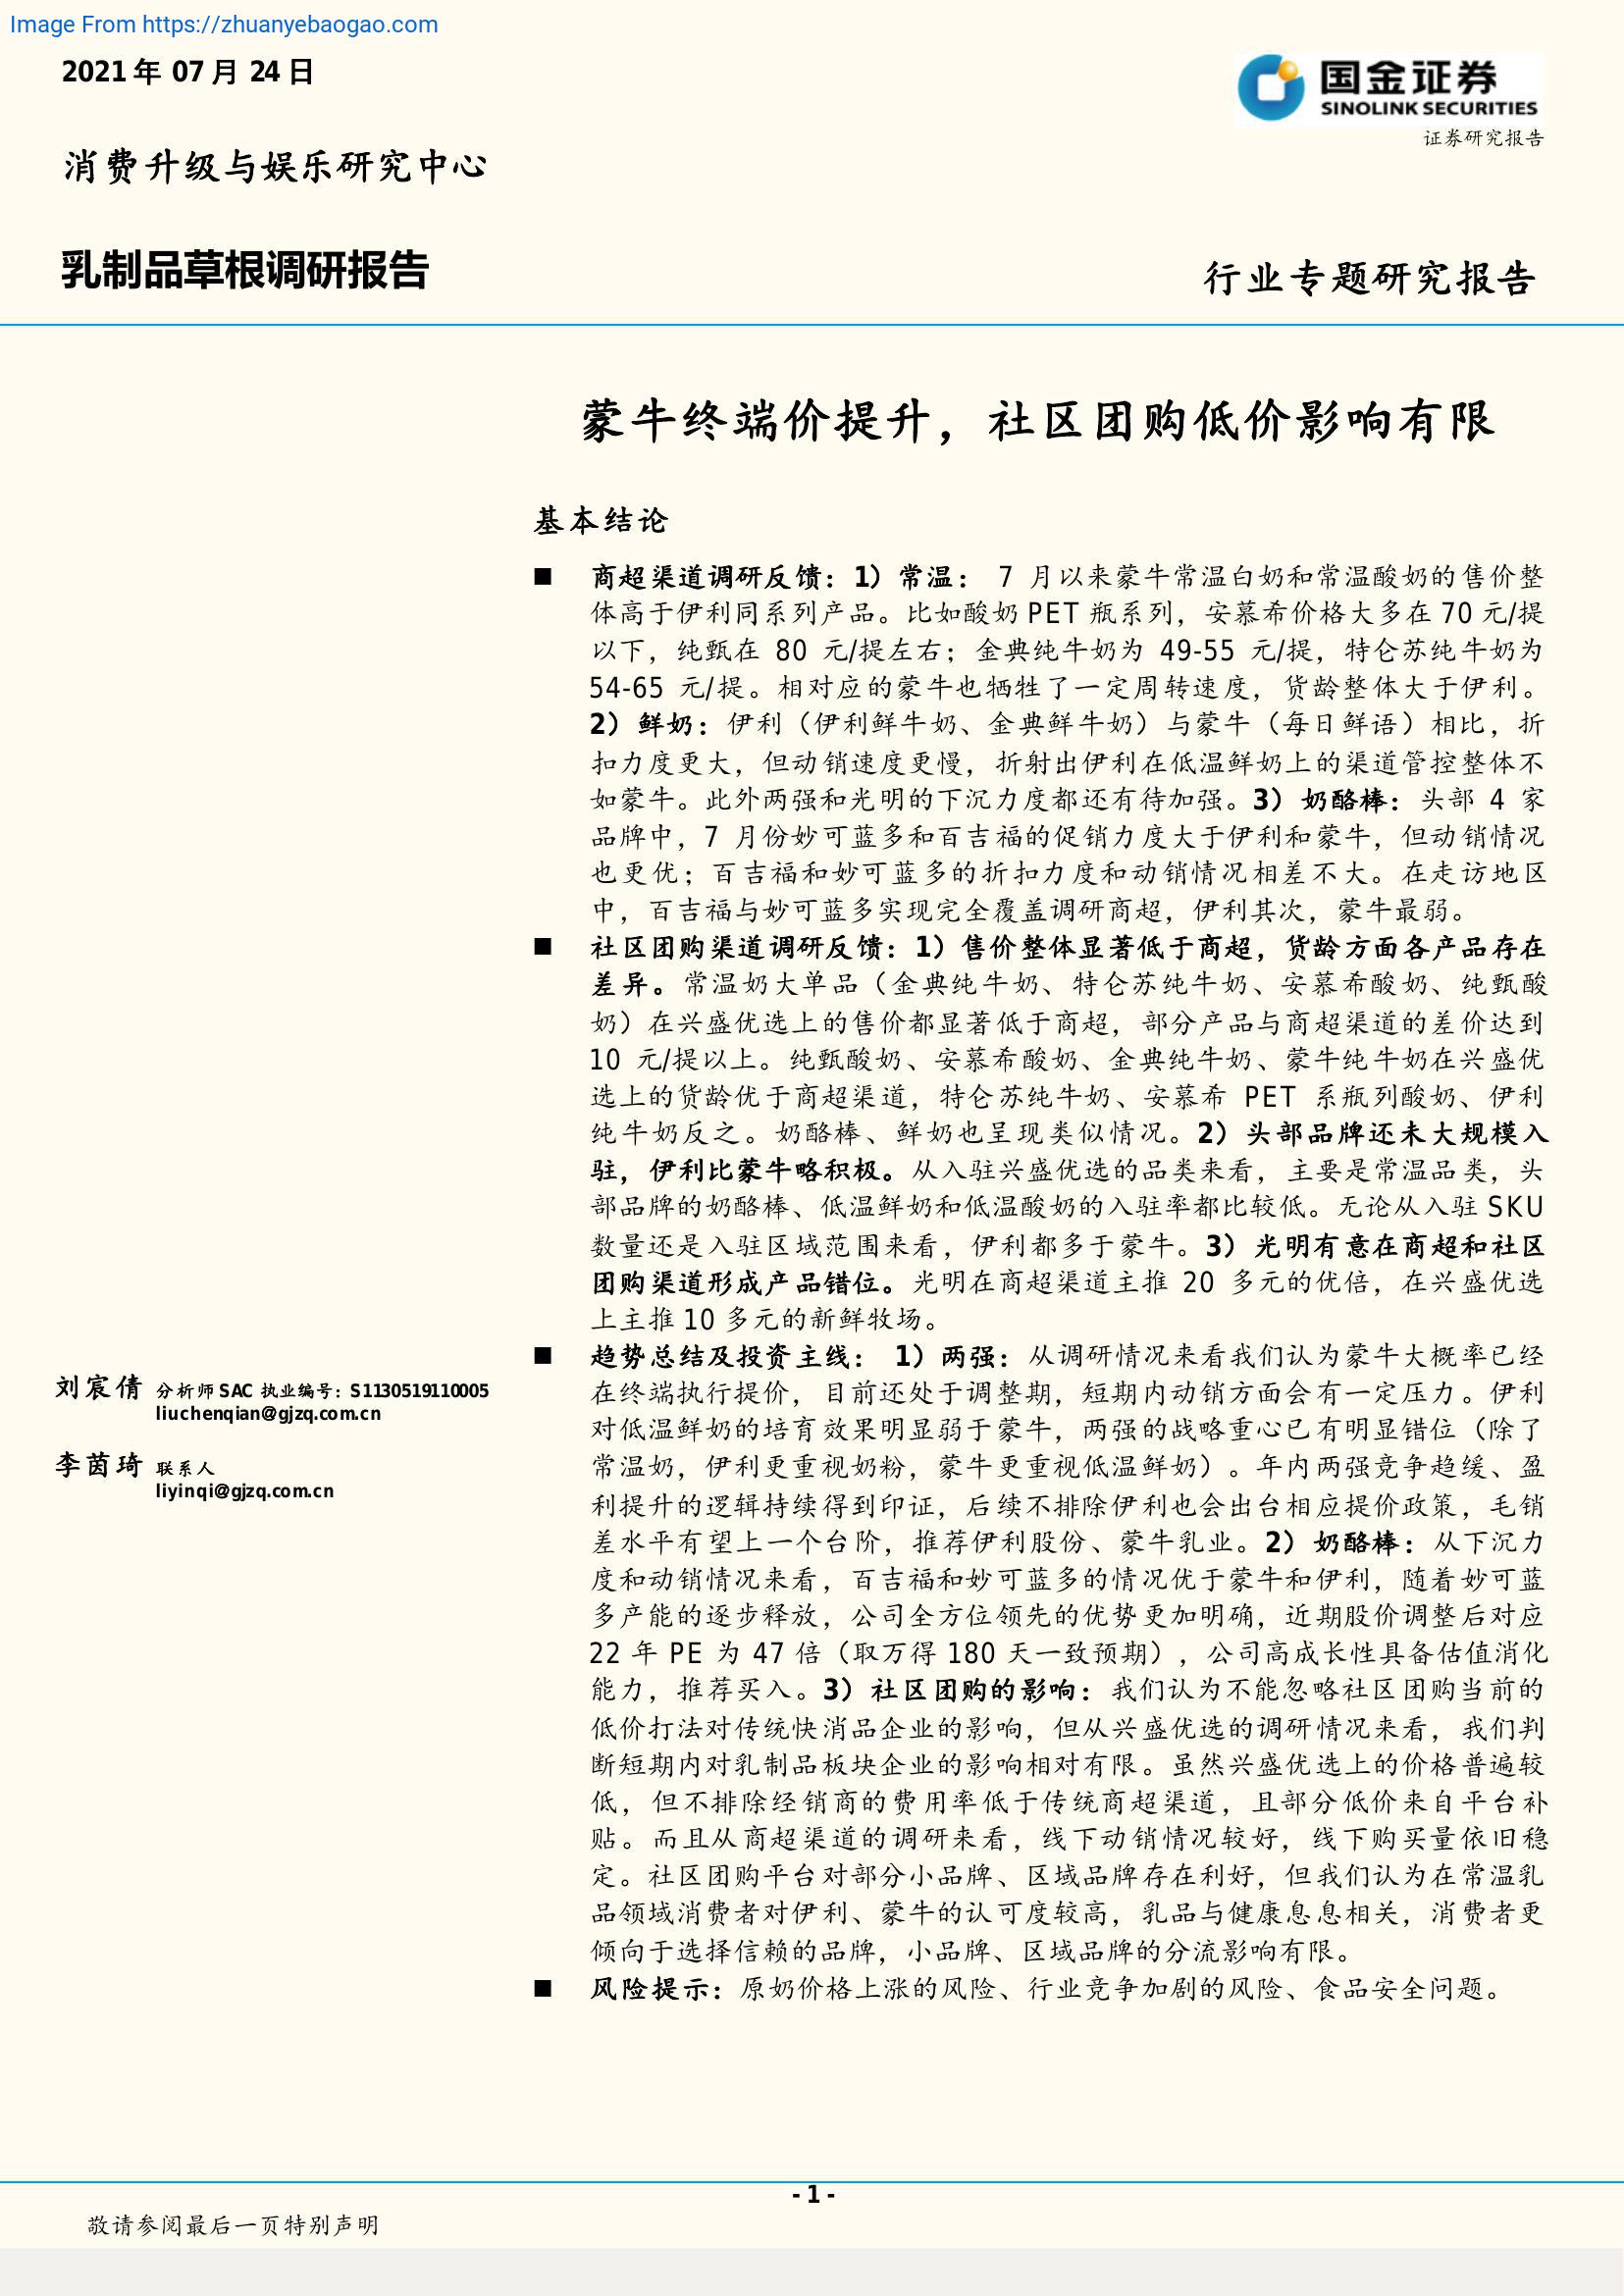 Image From https://zhuanyebaogao.com
2021 年 07 月 24 日
国金证券
SINOLINK SECURITIES
证券研究报告
消费升级与娱乐研究中心
乳制品草根调研报告
行业专题研究报告
蒙牛终端价提升，社区团购低价影响有限
基本结论
■ 商超渠道调研反馈：1）常温： 7 月以来蒙牛常温白奶和常温酸奶的售价整
体高于伊利同系列产品。比如酸奶 PET 瓶系列，安慕希价格大多在 70 元/提
以下，纯甄在 80 元/提左右；金典纯牛奶为 49-55 元/提，特仑苏纯牛奶为
54-65 元/提。相对应的蒙牛也牺牲了一定周转速度，货龄整体大于伊利。
2）鲜奶：伊利（伊利鲜牛奶、金典鲜牛奶）与蒙牛（每日鲜语）相比，折
扣力度更大，但动销速度更慢，折射出伊利在低温鲜奶上的渠道管控整体不
如蒙牛。此外两强和光明的下沉力度都还有待加强。3）奶酪棒：头部 4 家
品牌中，7 月份妙可蓝多和百吉福的促销力度大于伊利和蒙牛，但动销情况
也更优；百吉福和妙可蓝多的折扣力度和动销情况相差不大。在走访地区
中，百吉福与妙可蓝多实现完全覆盖调研商超，伊利其次，蒙牛最弱。
■ 社区团购渠道调研反馈：1）售价整体显著低于商超，货龄方面各产品存在
差异。常温奶大单品（金典纯牛奶、特仑苏纯牛奶、安慕希酸奶、纯甄酸
奶）在兴盛优选上的售价都显著低于商超，部分产品与商超渠道的差价达到
10 元/提以上。纯甄酸奶、安慕希酸奶、金典纯牛奶、蒙牛纯牛奶在兴盛优
选上的货龄优于商超渠道，特仑苏纯牛奶、安慕希 PET 系瓶列酸奶、伊利
纯牛奶反之。奶酪棒、鲜奶也呈现类似情况。2）头部品牌还未大规模入
驻，伊利比蒙牛略积极。从入驻兴盛优选的品类来看，主要是常温品类，头
部品牌的奶酪棒、低温鲜奶和低温酸奶的入驻率都比较低。无论从入驻 SKU
数量还是入驻区域范围来看，伊利都多于蒙牛。3）光明有意在商超和社区
团购渠道形成产品错位。光明在商超渠道主推 20 多元的优倍，在兴盛优选
上主推 10 多元的新鲜牧场。
■ 趋势总结及投资主线： 1）两强：从调研情况来看我们认为蒙牛大概率已经
在终端执行提价，目前还处于调整期，短期内动销方面会有一定压力。伊利
对低温鲜奶的培育效果明显弱于蒙牛，两强的战略重心已有明显错位（除了
常温奶，伊利更重视奶粉，蒙牛更重视低温鲜奶）。年内两强竞争趋缓、盈
利提升的逻辑持续得到印证，后续不排除伊利也会出台相应提价政策，毛销
差水平有望上一个台阶，推荐伊利股份、蒙牛乳业。2）奶酪棒：从下沉力
度和动销情况来看，百吉福和妙可蓝多的情况优于蒙牛和伊利，随着妙可蓝
多产能的逐步释放，公司全方位领先的优势更加明确，近期股价调整后对应
22 年 PE 为 47 倍（取万得 180 天一致预期），公司高成长性具备估值消化
能力，推荐买入。3）社区团购的影响：我们认为不能忽略社区团购当前的
低价打法对传统快消品企业的影响，但从兴盛优选的调研情况来看，我们判
断短期内对乳制品板块企业的影响相对有限。虽然兴盛优选上的价格普遍较
低，但不排除经销商的费用率低于传统商超渠道，且部分低价来自平台补
贴。而且从商超渠道的调研来看，线下动销情况较好，线下购买量依旧稳
定。社区团购平台对部分小品牌、区域品牌存在利好，但我们认为在常温乳
品领域消费者对伊利、蒙牛的认可度较高，乳品与健康息息相关，消费者更
倾向于选择信赖的品牌，小品牌、区域品牌的分流影响有限。
■ 风险提示：原奶价格上涨的风险、行业竞争加剧的风险、食品安全问题。
刘宸倩 分析师 SAC 执业编号：S1130519110005
liuchenqian@gjzq.com.cn
李茵琦 联系人
liyinqi@gjzq.com.cn
- 1 -
敬请参阅最后一页特别声明